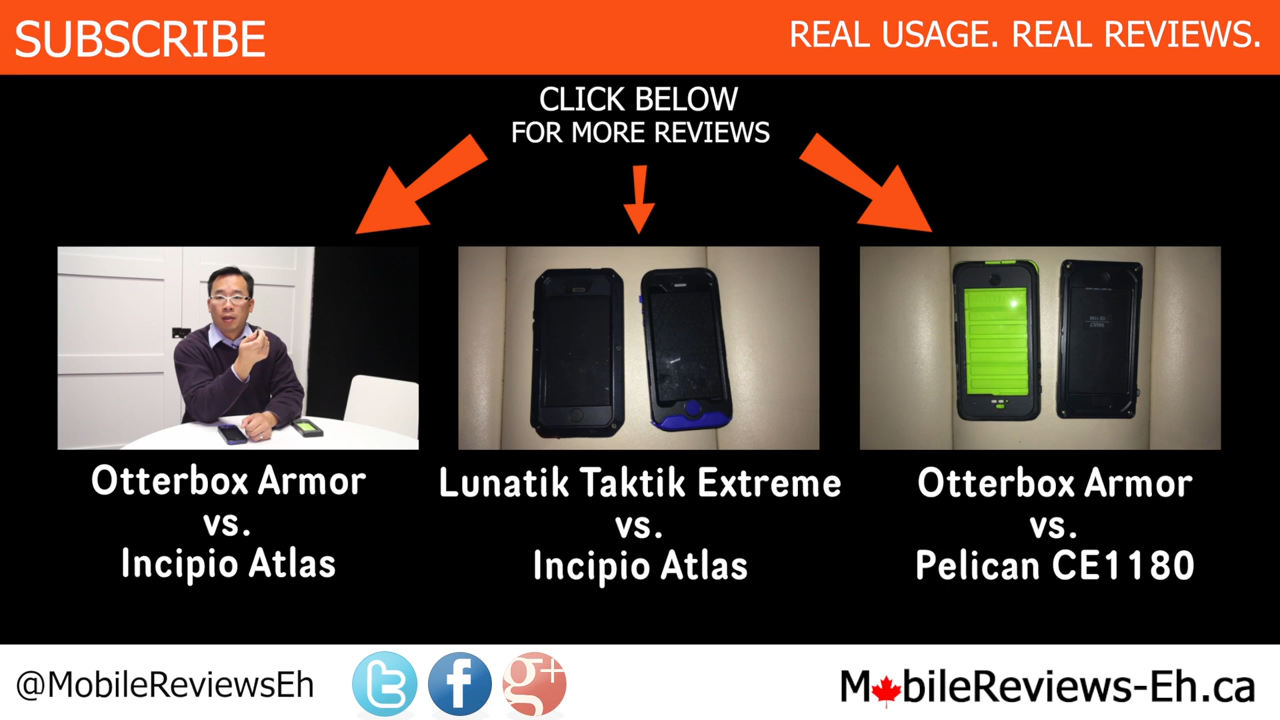 SUBSCRIBE
REAL USAGE. REAL REVIEWS.
CLICK BELOW
FOR MORE REVIEWS
Otterbox Armor
vs.
Incipio Atlas
Lunatik Taktik Extreme
vs.
Incipio Atlas
Otterbox Armor
vs.
Pelican CE1180
@MobileReviewsEh
t
f
g+
MobileReviews-Eh.ca